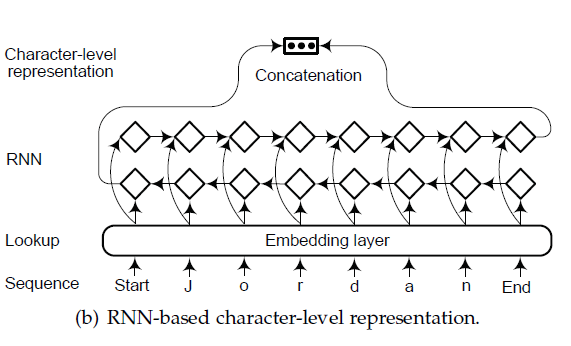 Character-level
representation
Concatenation
RNN
Lookup
Embedding layer
Sequence Start J o r d a n End
(b) RNN-based character-level representation.